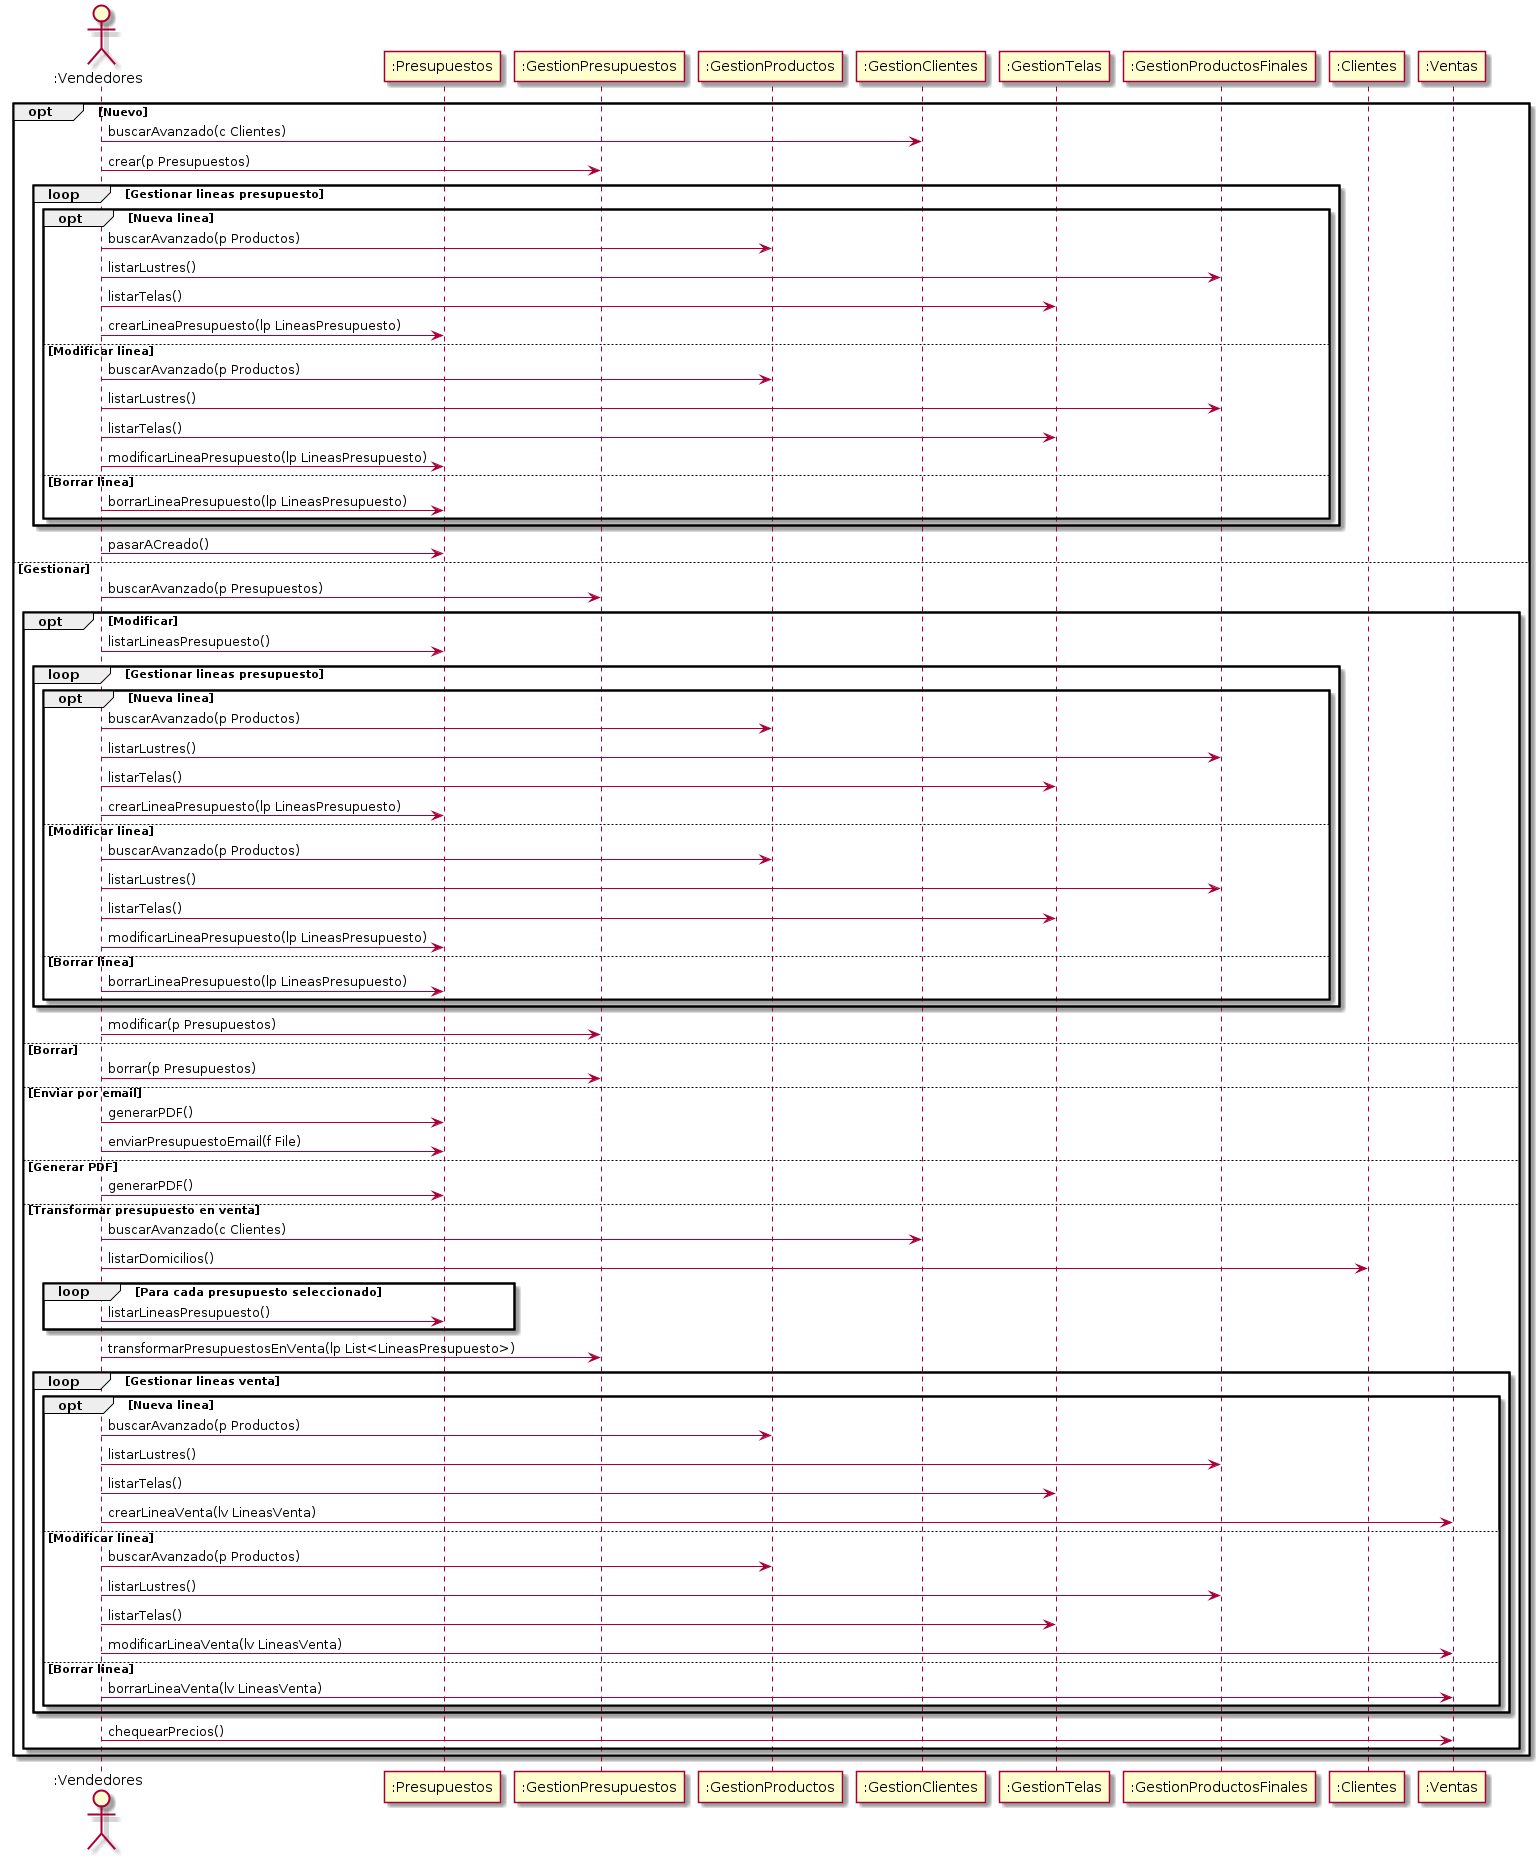 :Vendedores
:Presupuestos
:GestionPresupuestos
:GestionProductos
:GestionClientes
:GestionTelas
:GestionProductosFinales
:Clientes
:Ventas
opt [Nuevo]
buscarAvanzado(c Clientes)
crear(p Presupuestos)
loop [Gestionar lineas presupuesto]
opt [Nueva linea]
buscarAvanzado(p Productos)
listarLustres()
listarTelas()
crearLineaPresupuesto(lp LineasPresupuesto)
[Modificar linea]
buscarAvanzado(p Productos)
listarLustres()
listarTelas()
modificarLineaPresupuesto(lp LineasPresupuesto)
[Borrar linea]
borrarLineaPresupuesto(lp LineasPresupuesto)
pasarACreado()
[Gestionar]
buscarAvanzado(p Presupuestos)
opt [Modificar]
listarLineasPresupuesto()
loop [Gestionar lineas presupuesto]
opt [Nueva linea]
buscarAvanzado(p Productos)
listarLustres()
listarTelas()
crearLineaPresupuesto(lp LineasPresupuesto)
[Modificar linea]
buscarAvanzado(p Productos)
listarLustres()
listarTelas()
modificarLineaPresupuesto(lp LineasPresupuesto)
[Borrar linea]
borrarLineaPresupuesto(lp LineasPresupuesto)
modificar(p Presupuestos)
[Borrar]
borrar(p Presupuestos)
[Enviar por email]
generarPDF()
enviarPresupuestoEmail(f File)
[Generar PDF]
generarPDF()
[Transformar presupuesto en venta]
buscarAvanzado(c Clientes)
listarDomicilios()
loop [Para cada presupuesto seleccionado]
listarLineasPresupuesto()
transformarPresupuestosEnVenta(lp List<LineasPresupuesto>)
loop [Gestionar lineas venta]
opt [Nueva linea]
buscarAvanzado(p Productos)
listarLustres()
listarTelas()
crearLineaVenta(lv LineasVenta)
[Modificar linea]
buscarAvanzado(p Productos)
listarLustres()
listarTelas()
modificarLineaVenta(lv LineasVenta)
[Borrar linea]
borrarLineaVenta(lv LineasVenta)
chequearPrecios()
:Vendedores
:Presupuestos
:GestionPresupuestos
:GestionProductos
:GestionClientes
:GestionTelas
:GestionProductosFinales
:Clientes
:Ventas